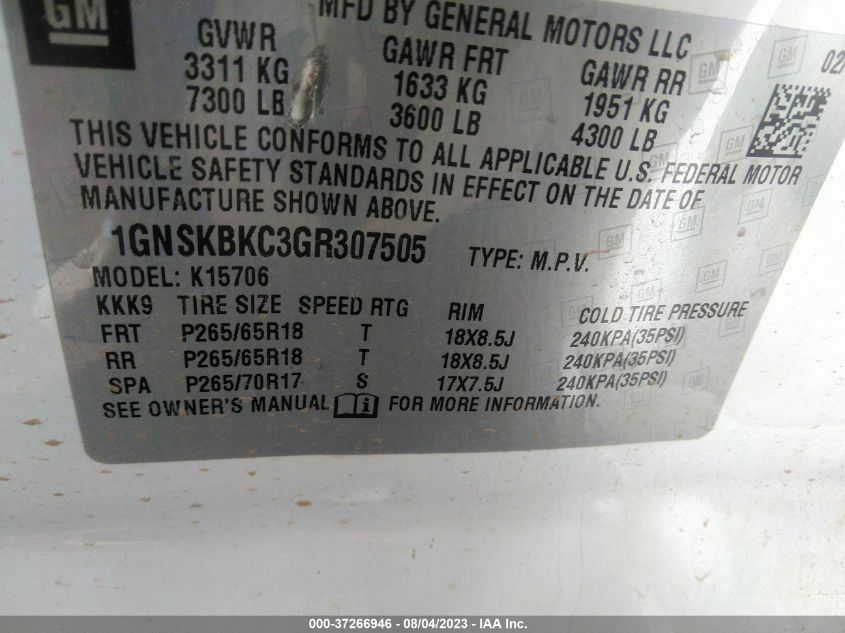 GM
MFD BY GENERAL MOTORS LLC
GVWR GAWR FRT GAWR RR
3311 KG 1633 KG 1951 KG
7300 LB 3600 LB 4300 LB
THIS VEHICLE CONFORMS TO ALL APPLICABLE U.S. FEDERAL MOTOR
VEHICLE SAFETY STANDARDS IN EFFECT ON THE DATE OF
MANUFACTURE SHOWN ABOVE.
1GNSKBKC3GR307505 TYPE: M.P.V.
MODEL: K15706
KKK9 TIRE SIZE SPEED RTG RIM COLD TIRE PRESSURE
FRT P265/65R18 T 18X8.5J 240KPA(35PSI)
RR P265/65R18 T 18X8.5J 240KPA(35PSI)
SPA P265/70R17 S 17X7.5J 240KPA(35PSI)
SEE OWNER'S MANUAL i FOR MORE INFORMATION.
000-37266946 - 08/04/2023 - IAA Inc.